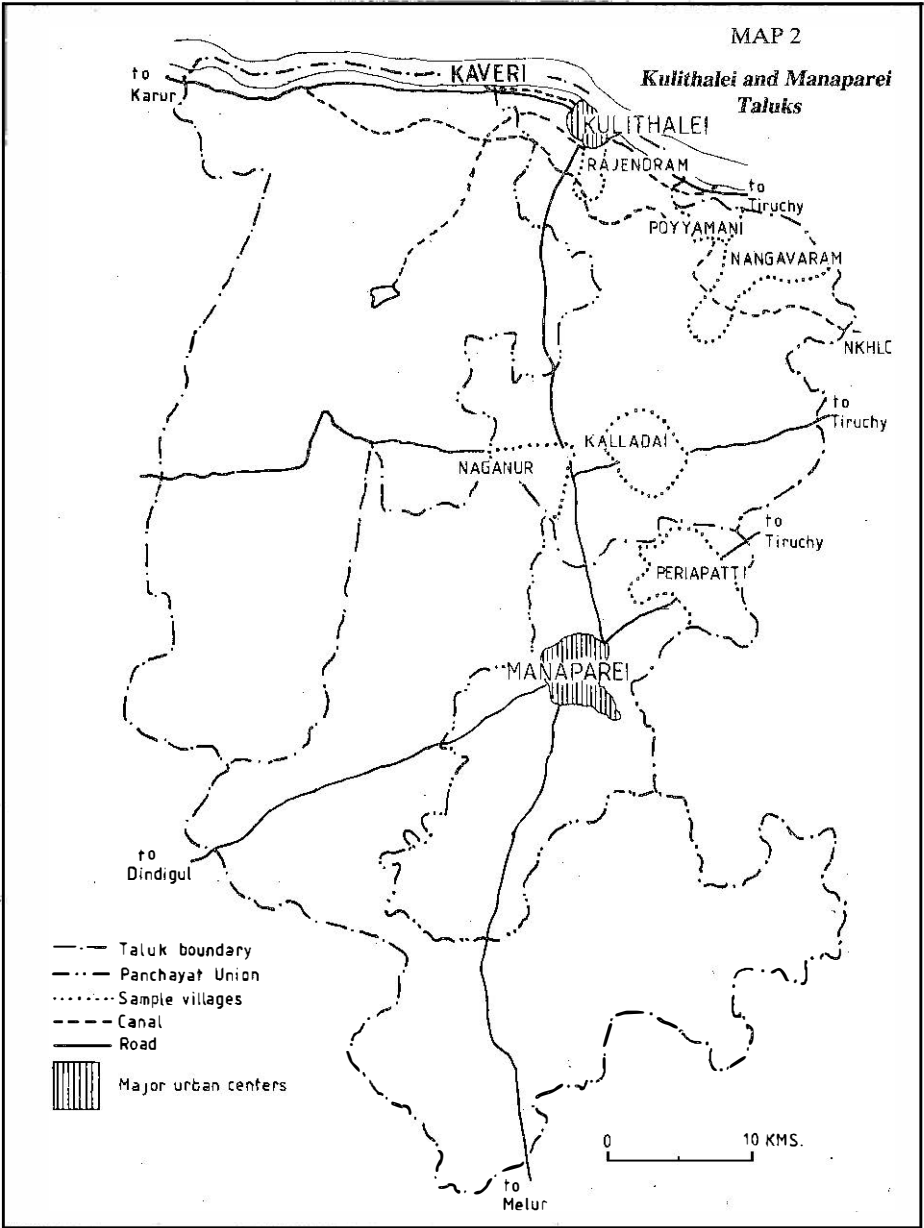 MAP 2
Kulithalei and Manaparei
Taluks
to
Karur
KAVERI
KULITHALEI
RAJENDRAM
to
Tiruchy
POYYAMANI
NANGAVARAM
NKHLC
to
Tiruchy
KALLADAI
NAGANUR
to
Tiruchy
PERIAPATTI
MANAPAREI
to
Dindigul
Taluk boundary
Panchayat Union
Sample villages
Canal
Road
Major urban centers
0 10 KMS.
to
Melur